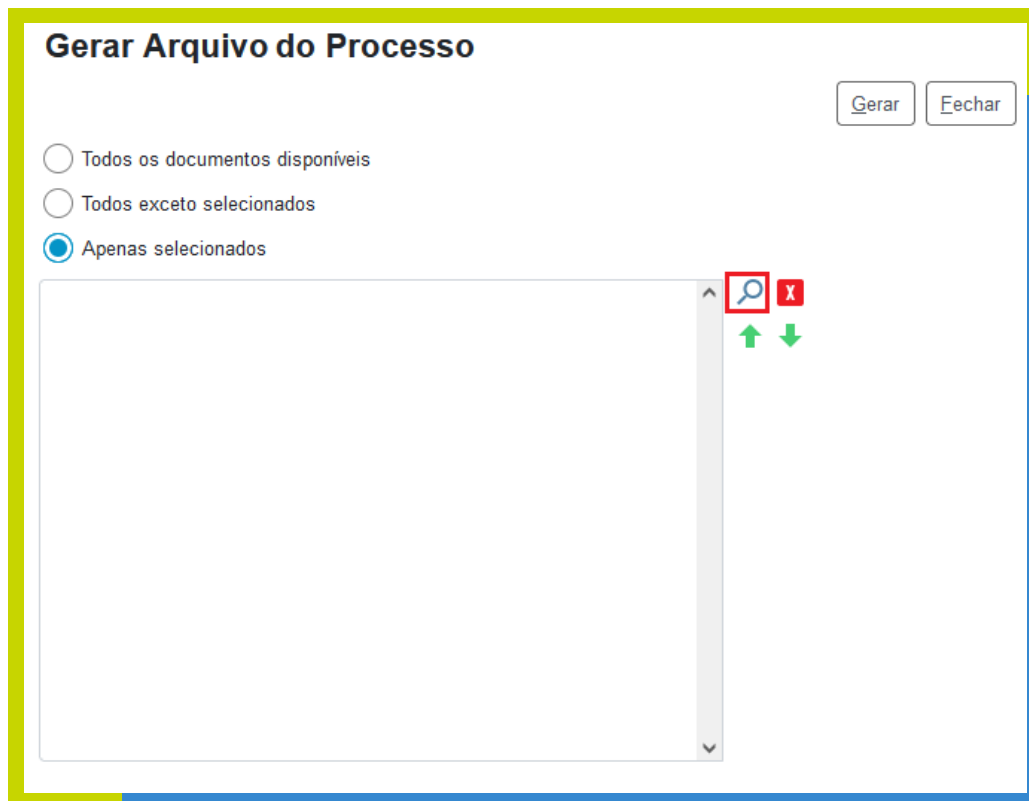 Gerar Arquivo do Processo
Gerar Fechar
Todos os documentos disponíveis
Todos exceto selecionados
Apenas selecionados
X